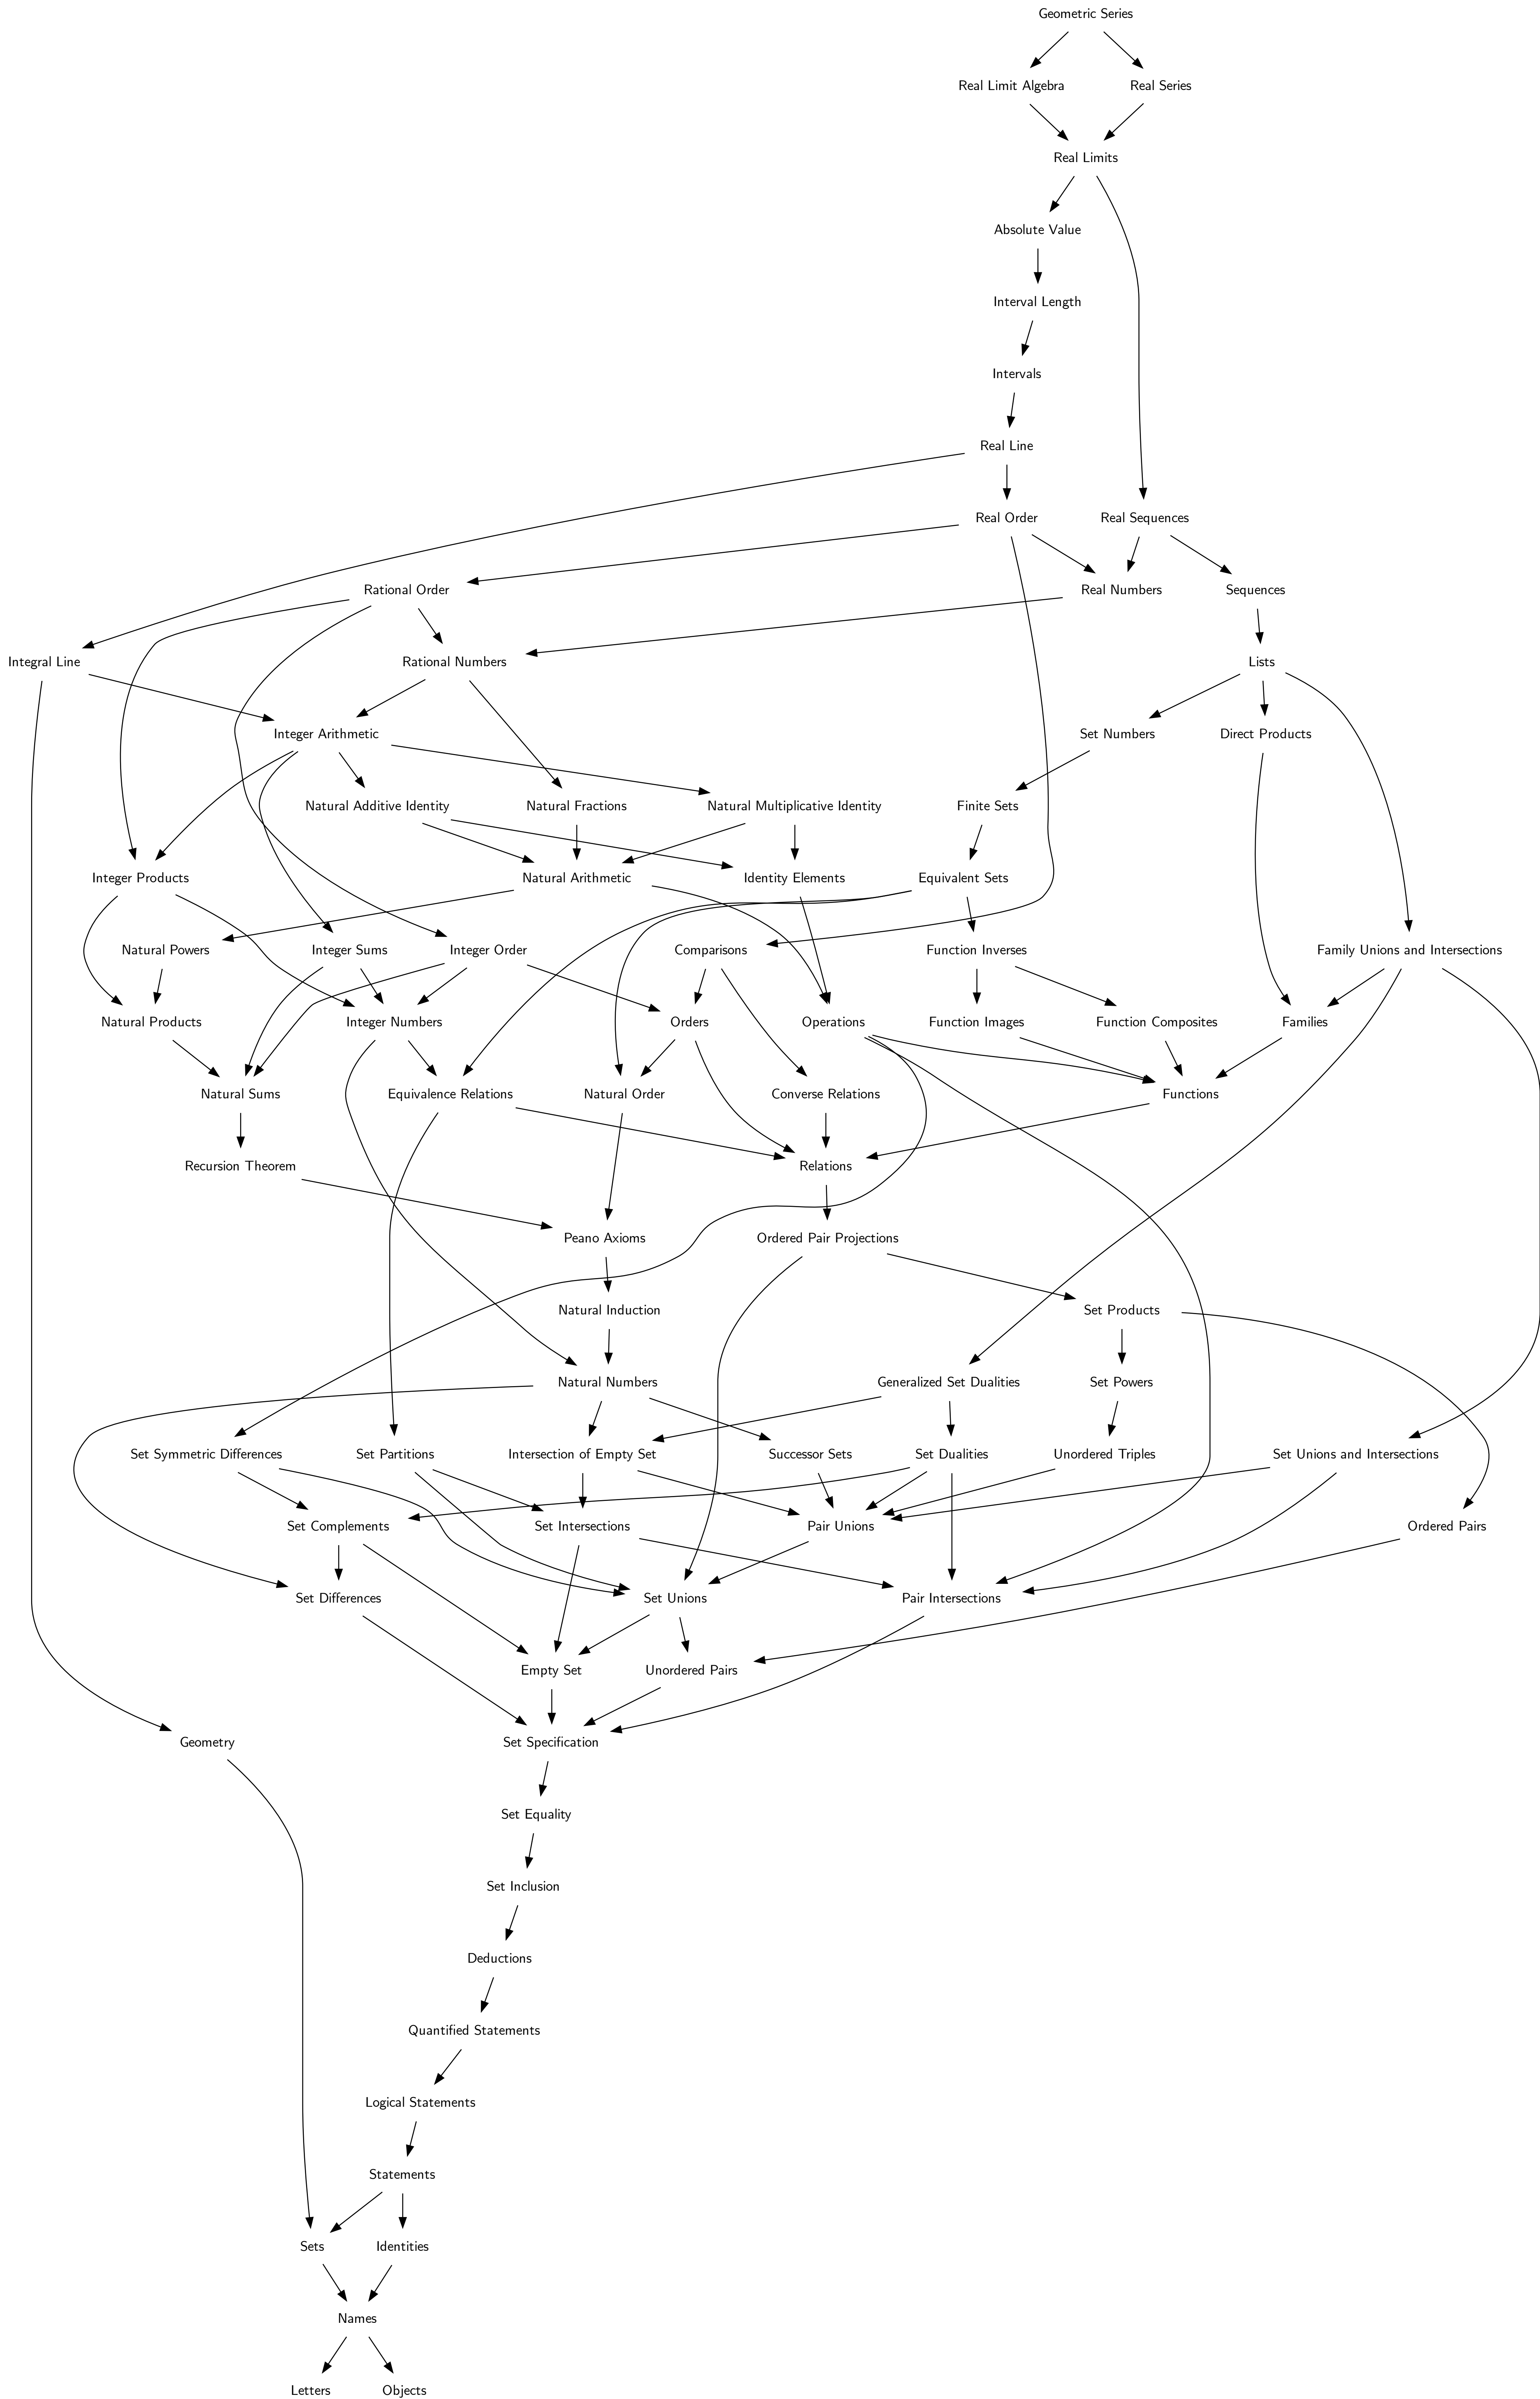 Geometric Series
Real Limit Algebra
Real Series
Real Limits
Absolute Value
Interval Length
Intervals
Real Line
Real Order
Real Sequences
Rational Order
Real Numbers
Sequences
Integral Line
Rational Numbers
Lists
Integer Arithmetic
Set Numbers
Direct Products
Natural Additive Identity
Natural Fractions
Natural Multiplicative Identity
Finite Sets
Integer Products
Natural Arithmetic
Identity Elements
Equivalent Sets
Natural Powers
Integer Sums
Integer Order
Comparisons
Function Inverses
Family Unions and Intersections
Natural Products
Integer Numbers
Orders
Operations
Function Images
Function Composites
Families
Natural Sums
Equivalence Relations
Natural Order
Converse Relations
Functions
Recursion Theorem
Relations
Peano Axioms
Ordered Pair Projections
Natural Induction
Set Products
Natural Numbers
Generalized Set Dualities
Set Powers
Set Symmetric Differences
Set Partitions
Intersection of Empty Set
Successor Sets
Set Dualities
Unordered Triples
Set Unions and Intersections
Set Complements
Set Intersections
Pair Unions
Ordered Pairs
Set Differences
Set Unions
Pair Intersections
Empty Set
Unordered Pairs
Geometry
Set Specification
Set Equality
Set Inclusion
Deductions
Quantified Statements
Logical Statements
Statements
Sets
Identities
Names
Letters
Objects